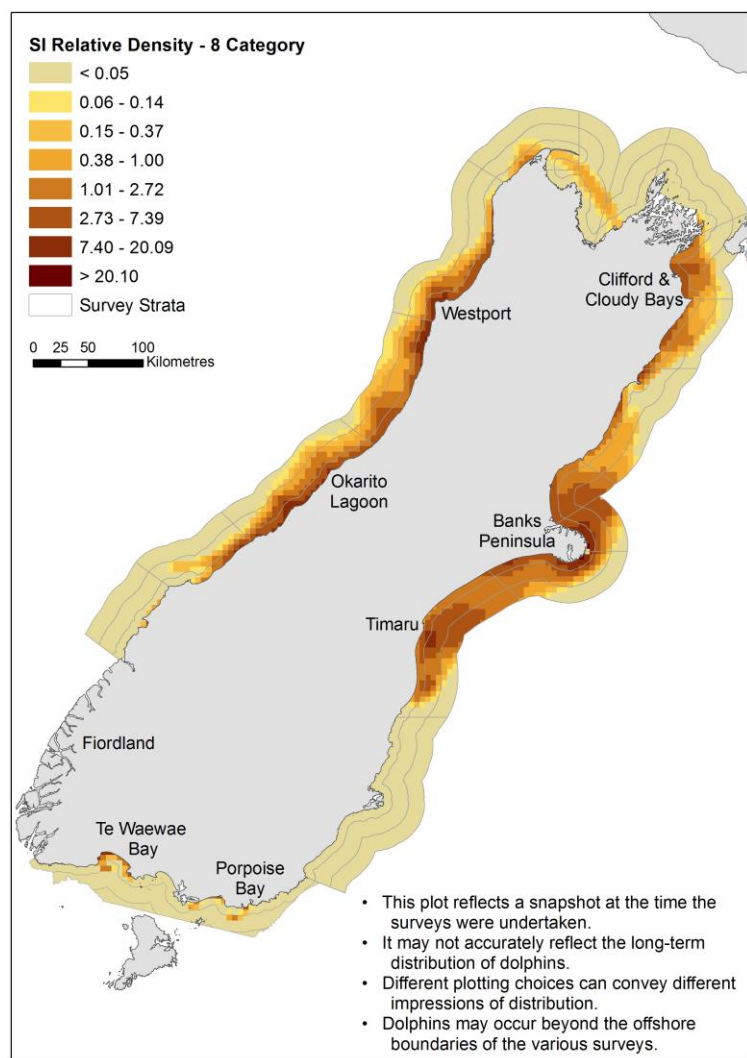 SI Relative Density - 8 Category
< 0.05
0.06 - 0.14
0.15 - 0.37
0.38 - 1.00
1.01 - 2.72
2.73 - 7.39
7.40 - 20.09
> 20.10
Survey Strata
0 25 50 100
Kilometres
Clifford &
Cloudy Bays
Westport
Okarito
Lagoon
Banks
Peninsula
Timaru
Fiordland
Te Waewae
Bay
Porpoise
Bay
• This plot reflects a snapshot at the time the
surveys were undertaken.
• It may not accurately reflect the long-term
distribution of dolphins.
• Different plotting choices can convey different
impressions of distribution.
• Dolphins may occur beyond the offshore
boundaries of the various surveys.